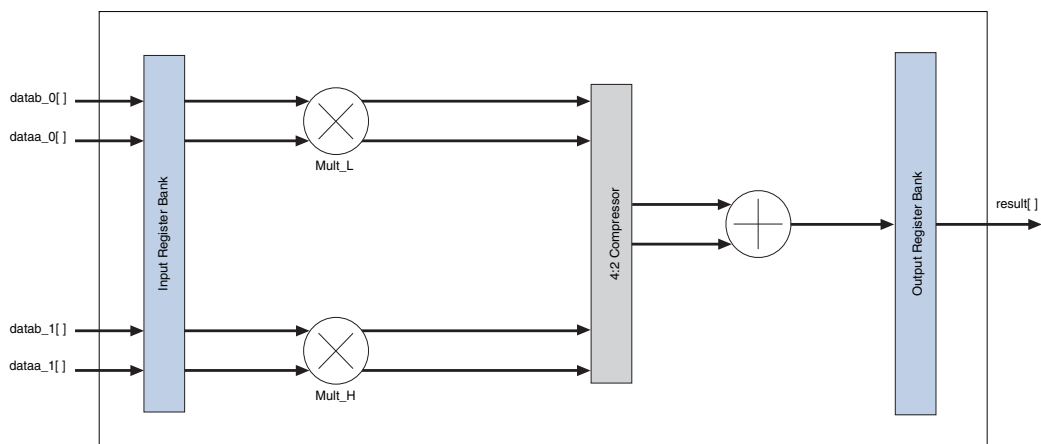 datab_0[ ]
dataa_0[ ]
Mult_L
Input Register Bank
4:2 Compressor
Output Register Bank
result[ ]
datab_1[ ]
dataa_1[ ]
Mult_H